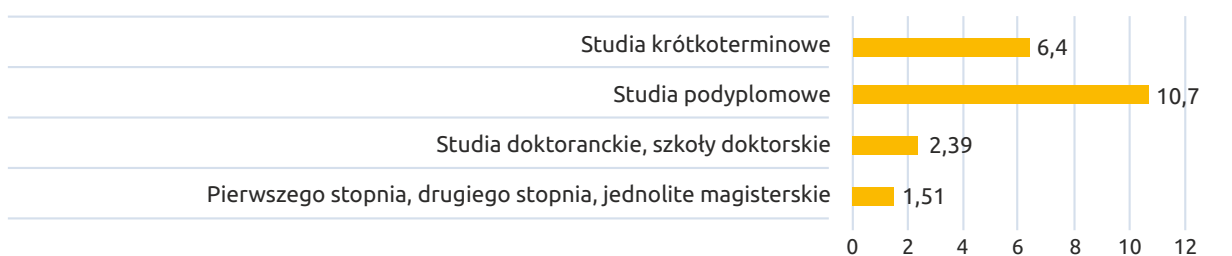 Studia krótkoterminowe 6,4
Studia podyplomowe 10,7
Studia doktoranckie, szkoły doktorskie 2,39
Pierwszego stopnia, drugiego stopnia, jednolite magisterskie 1,51
0 2 4 6 8 10 12